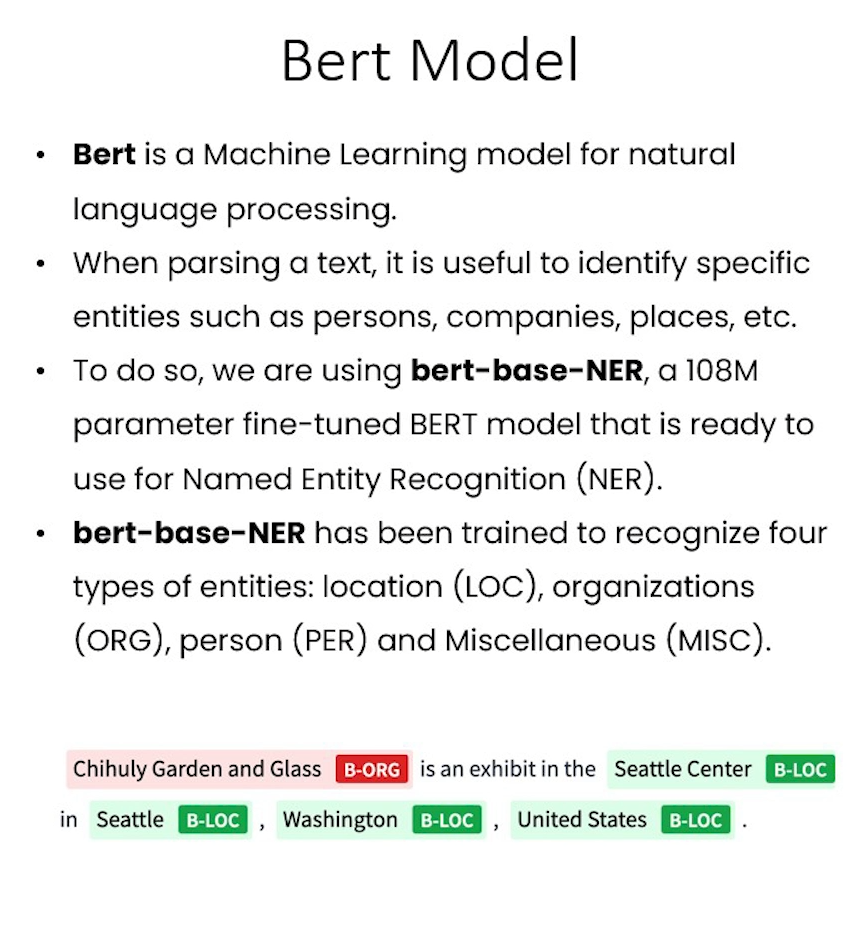 Bert Model
• Bert is a Machine Learning model for natural
language processing.
• When parsing a text, it is useful to identify specific
entities such as persons, companies, places, etc.
• To do so, we are using bert-base-NER, a 108M
parameter fine-tuned BERT model that is ready to
use for Named Entity Recognition (NER).
• bert-base-NER has been trained to recognize four
types of entities: location (LOC), organizations
(ORG), person (PER) and Miscellaneous (MISC).
Chihuly Garden and Glass B-ORG is an exhibit in the Seattle Center B-LOC
in Seattle B-LOC , Washington B-LOC , United States B-LOC .